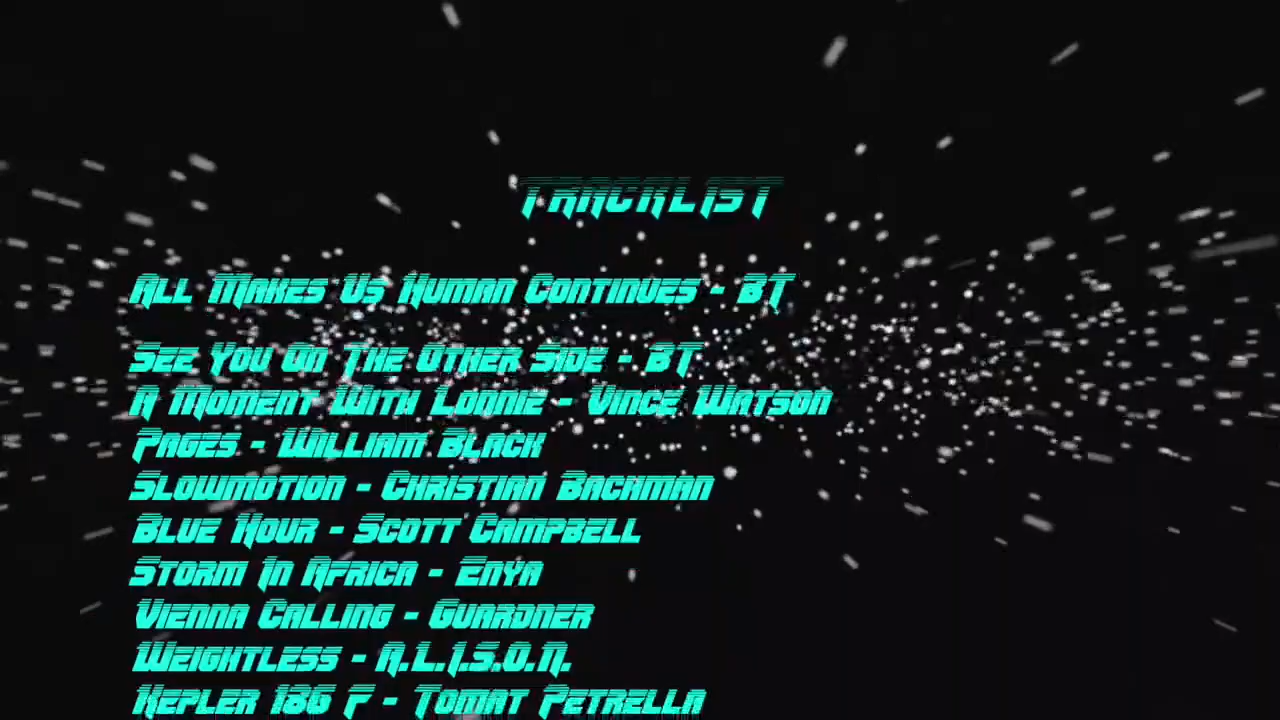 Tracklist
All Makes Us Human Continues - BT
See You On The Other Side - BT
A Moment With Lonnie - Vince Watson
Pages - William Black
Slowmotion - Christian Bachman
Blue Hour - Scott Campbell
Storm In Africa - Enya
Vienna Calling - Guardner
Weightless - A.L.I.S.O.N.
Kepler 186 F - Tomat Petrella